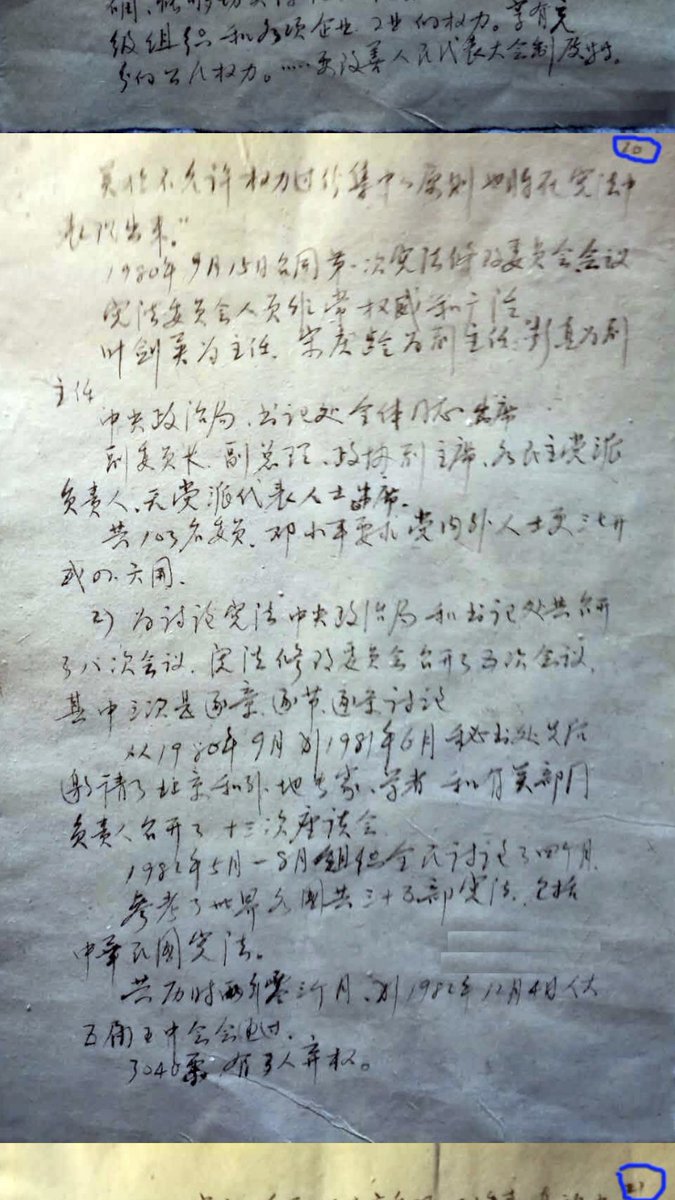 级组织和各项企业工业的权力。享有充
分的公民权力。……要改善人民代表大会制度等等。
10
关于不允许权力过份集中的原则也将在宪法中
表现出来。"
1980年9月15日召开第一次宪法修改委员会会议
宪法委员会人员非常权威和广泛
叶剑英为主任、宋庆龄为副主任、彭真为副
主任
中央政治局、书记处全体同志出席
副委员长、副总理、政协副主席、各民主党派
负责人、无党派代表人士出席。
共103名委员,邓小平要求党内外人士要三七开
或四、六开。
2)为讨论宪法中央政治局和书记处共召开
了八次会议,宪法修改委员会召开了五次会议,
其中三次是逐章、逐节、逐条讨论
从1980年9月到1981年6月秘书处先后
邀请了北京和外地专家、学者和有关部门
负责人召开了十三次座谈会
1982年5月-8月组织全民讨论了四个月,
参考了世界各国共三十五部宪法,包括
中华民国宪法。
共历时两年零三个月、到1982年12月4日人大
五届五中会会通过,
3040票,有3人弃权。